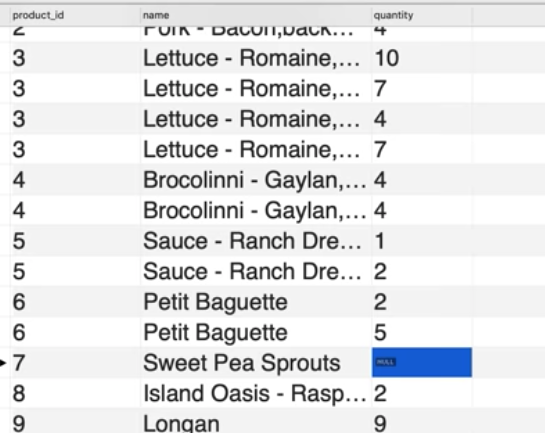 product_id name quantity
2 Pork - Bacon,back... 4
3 Lettuce - Romaine,... 10
3 Lettuce - Romaine,... 7
3 Lettuce - Romaine,... 4
3 Lettuce - Romaine,... 7
4 Brocolinni - Gaylan,... 4
4 Brocolinni - Gaylan,... 4
5 Sauce - Ranch Dre... 1
5 Sauce - Ranch Dre... 2
6 Petit Baguette 2
6 Petit Baguette 5
7 Sweet Pea Sprouts NULL
8 Island Oasis - Rasp... 2
9 Longan 9